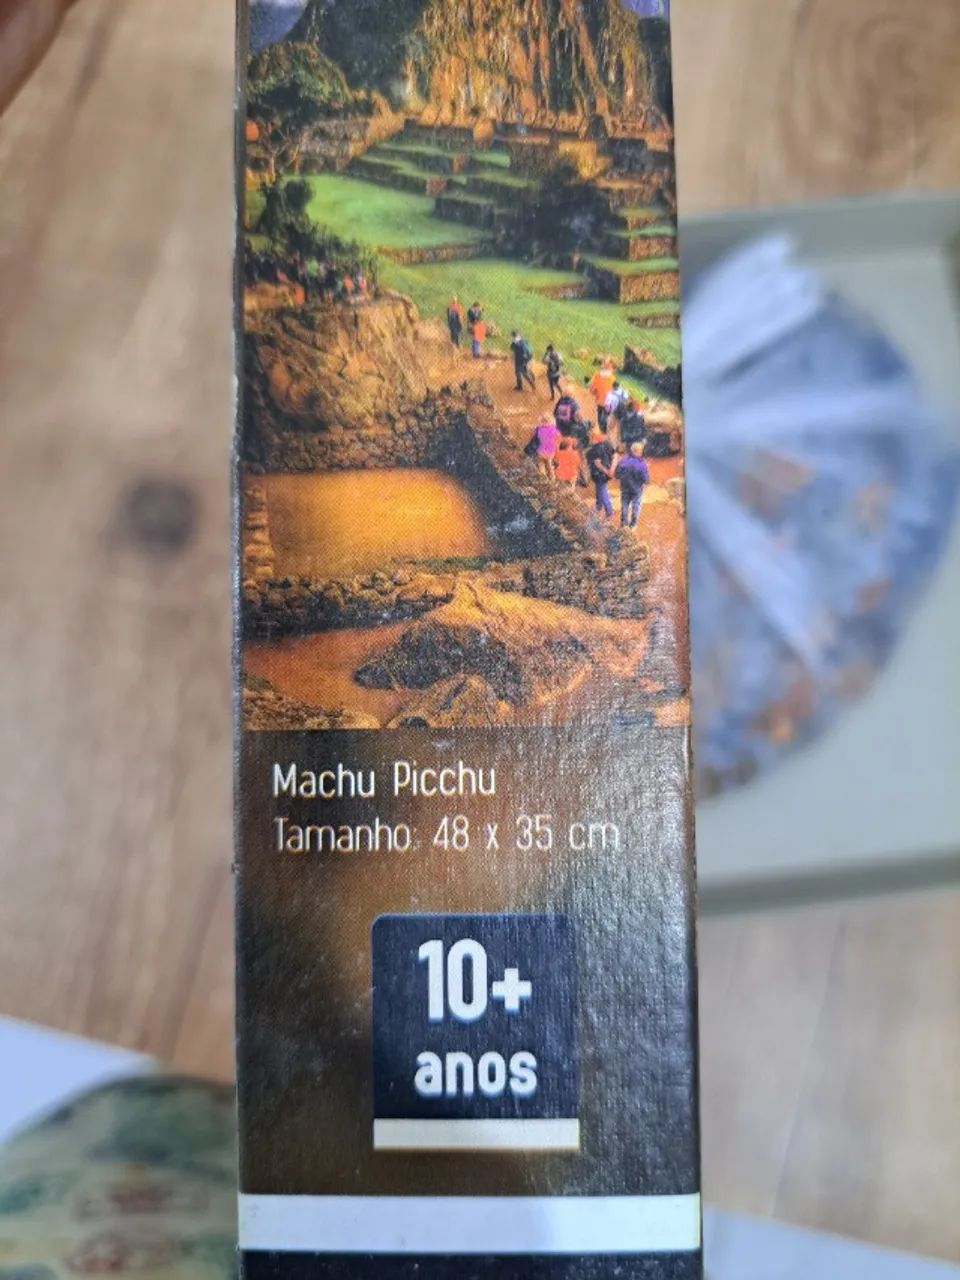 Machu Picchu
Tamanho: 48 x 35 cm
10+
anos